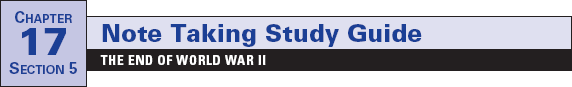 CHAPTER
17
SECTION 5
Note Taking Study Guide
THE END OF WORLD WAR II